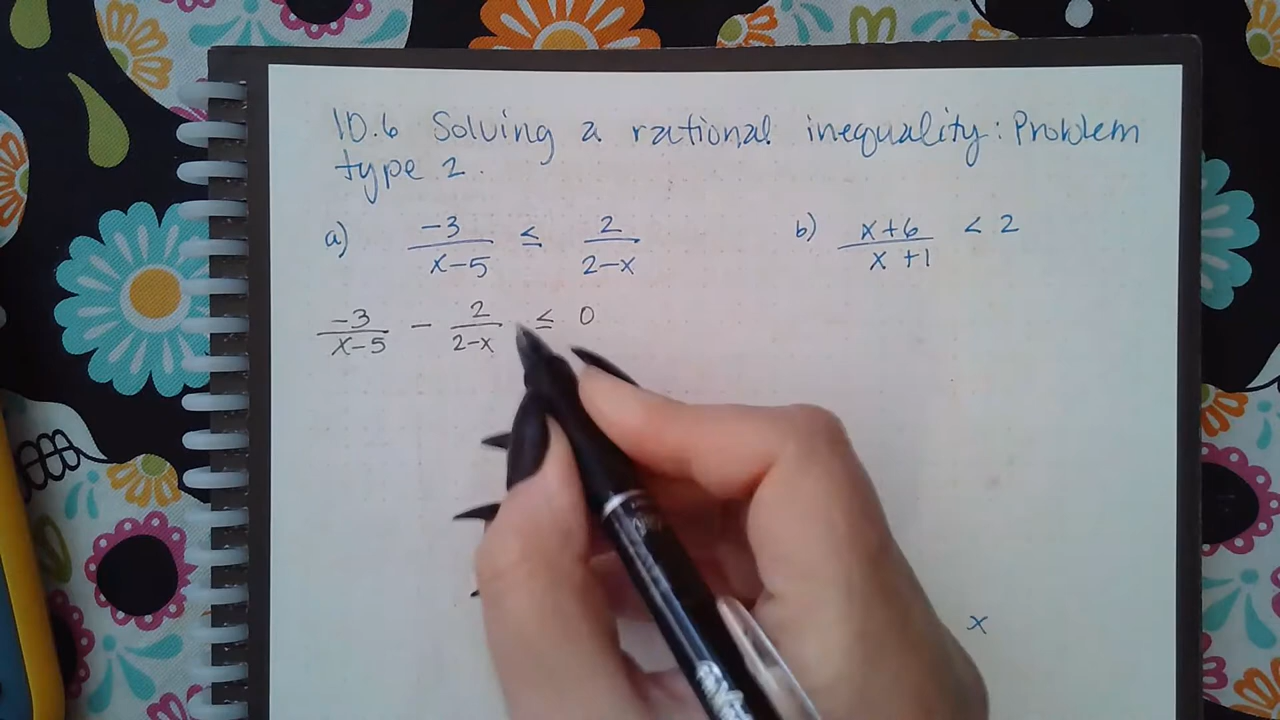 10.6 Solving a rational inequality: Problem
type 2.
a) -3/(x-5) ≤ 2/(2-x)
b) (x+6)/(x+1) < 2
-3/(x-5) - 2/(2-x) ≤ 0
x